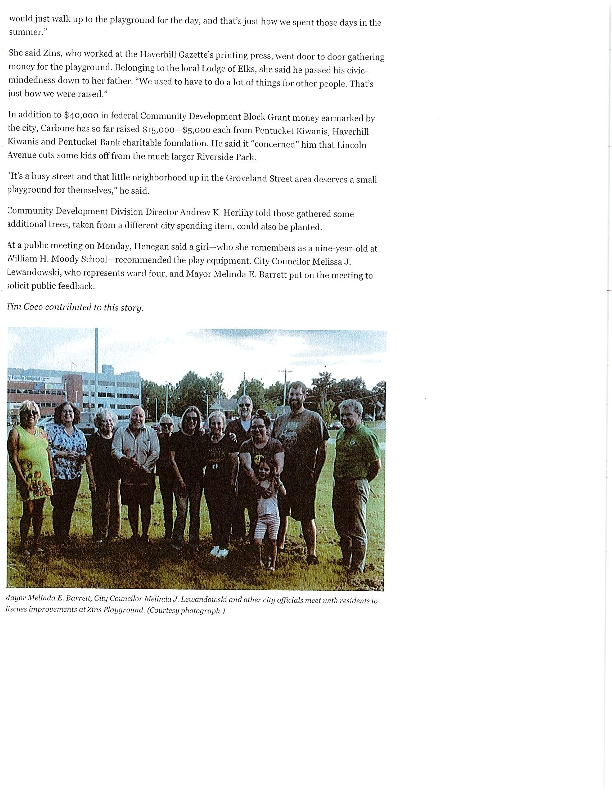 would just walk up to the playground for the day, and that's just how we spent those days in the
summer."
She said Zins, who worked at the Haverhill Gazette's printing press, went door to door gathering
money for the playground. Belonging to the local Lodge of Elks, she said he passed his civic-
mindedness down to her father. "We used to have to do a lot of things for other people. That's
just how we were raised."
In addition to $40,000 in federal Community Development Block Grant money earmarked by
the city, Carbone has so far raised $15,000—$5,000 each from Pentucket Kiwanis, Haverhill
Kiwanis and Pentucket Bank charitable foundation. He said it "concerned" him that Lincoln
Avenue cuts some kids off from the much larger Riverside Park.
"It's a busy street and that little neighborhood up in the Groveland Street area deserves a small
playground for themselves," he said.
Community Development Division Director Andrew K. Herlihy told those gathered some
additional trees, taken from a different city spending item, could also be planted.
At a public meeting on Monday, Henegan said a girl—who she remembers as a nine-year-old at
William H. Moody School—recommended the play equipment. City Councilor Melissa J.
Lewandowski, who represents ward four, and Mayor Melinda E. Barrett put on the meeting to
solicit public feedback.
Tim Coco contributed to this story.
Mayor Melinda E. Barrett, City Councilor Melinda J. Lewandowski and other city officials meet with residents to
discuss improvements at Zins Playground. (Courtesy photograph.)